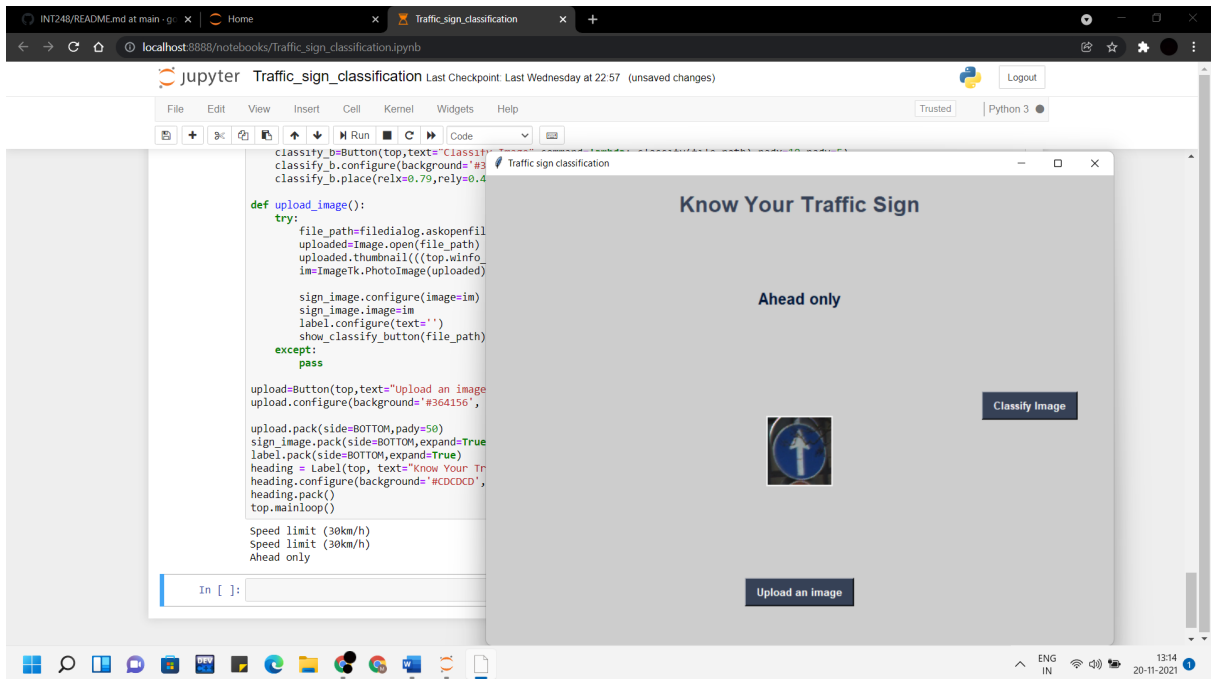 INT248/README.md at main · go
Home
Traffic_sign_classification
localhost:8888/notebooks/Traffic_sign_classification.ipynb
jupyter Traffic_sign_classification Last Checkpoint: Last Wednesday at 22:57 (unsaved changes)
Logout
File Edit View Insert Cell Kernel Widgets Help
Trusted
Python 3
Run
Code
classify_b.configure(background='#3
classify_b.place(relx=0.79,rely=0.4
def upload_image():
try:
file_path=filedialog.askopenfil
uploaded=Image.open(file_path)
uploaded.thumbnail(((top.winfo_
im=ImageTk.PhotoImage(uploaded)
sign_image.configure(image=im)
sign_image.image=im
label.configure(text='')
show_classify_button(file_path)
except:
pass
upload=Button(top,text="Upload an image
upload.configure(background='#364156',
upload.pack(side=BOTTOM,pady=50)
sign_image.pack(side=BOTTOM,expand=True
label.pack(side=BOTTOM,expand=True)
heading = Label(top, text="Know Your Tr
heading.configure(background='#CDCDCD',
heading.pack()
top.mainloop()
Speed limit (30km/h)
Speed limit (30km/h)
Ahead only
In [ ]:
Traffic sign classification
Know Your Traffic Sign
Ahead only
Classify Image
Upload an image
DEV
ENG
IN
13:14
20-11-2021
1